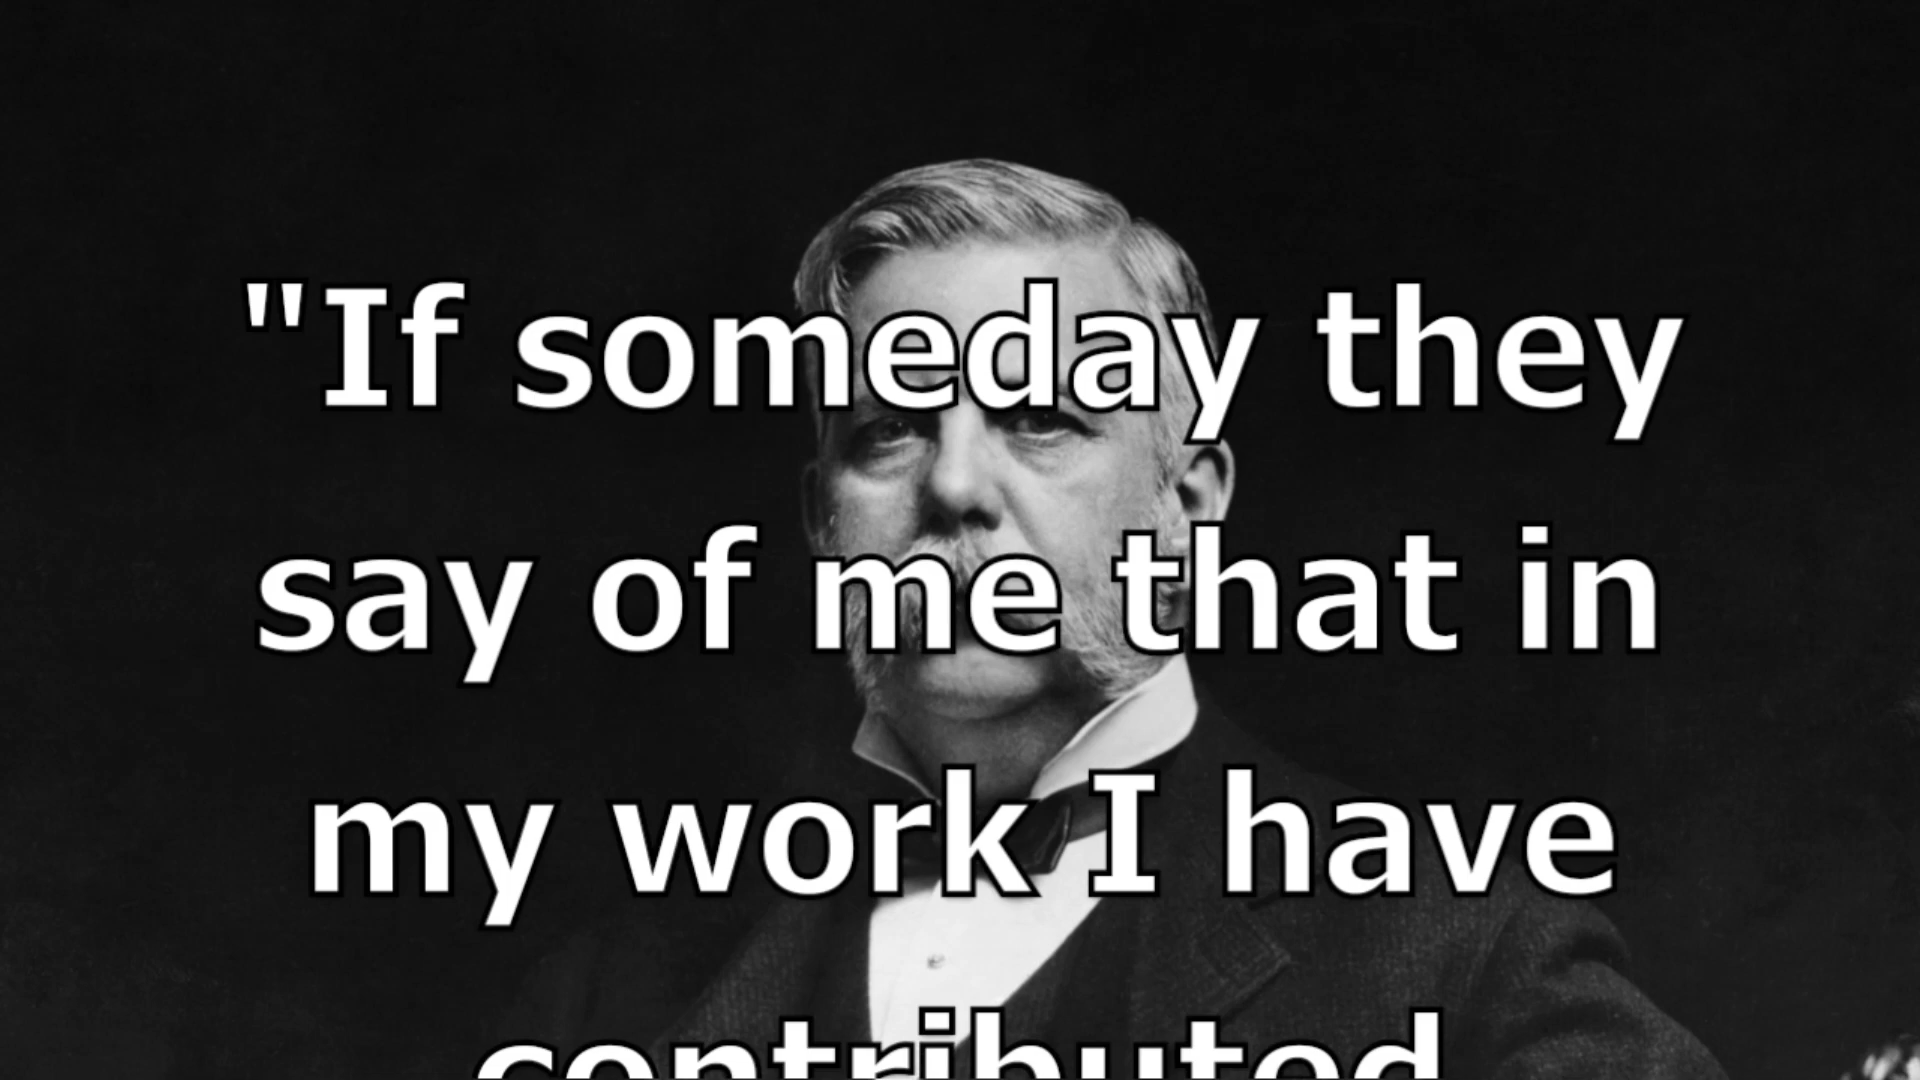 "If someday they
say of me that in
my work I have
contributed